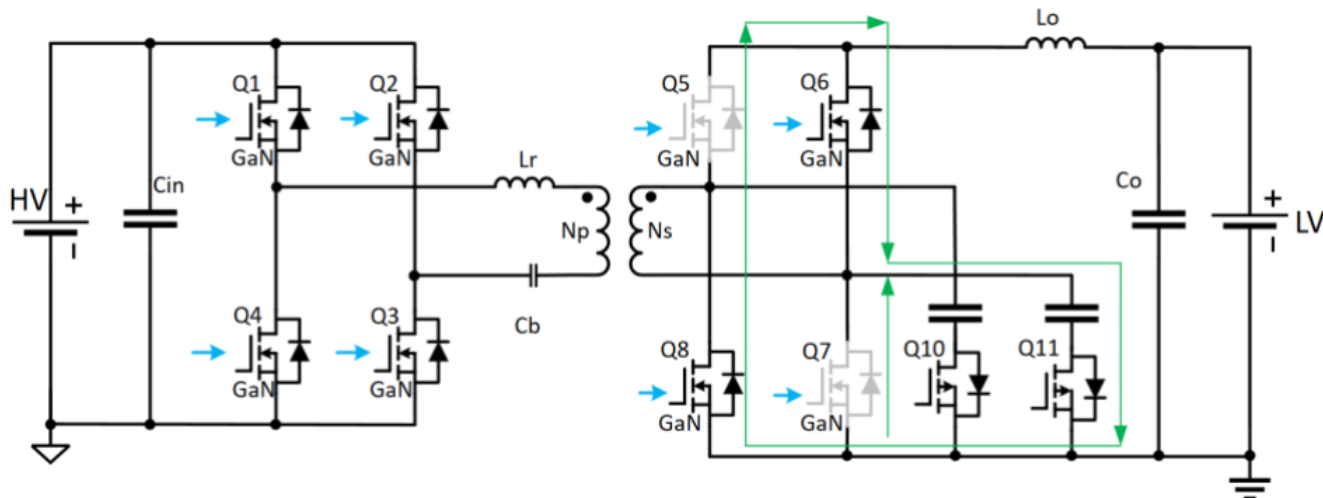 Lo
Q1
Q2
Q5
Q6
GaN
GaN
GaN
GaN
Lr
HV
+
Cin
Np
Ns
Co
+
LV
Cb
Q4
Q3
Q8
Q7
Q10
Q11
GaN
GaN
GaN
GaN